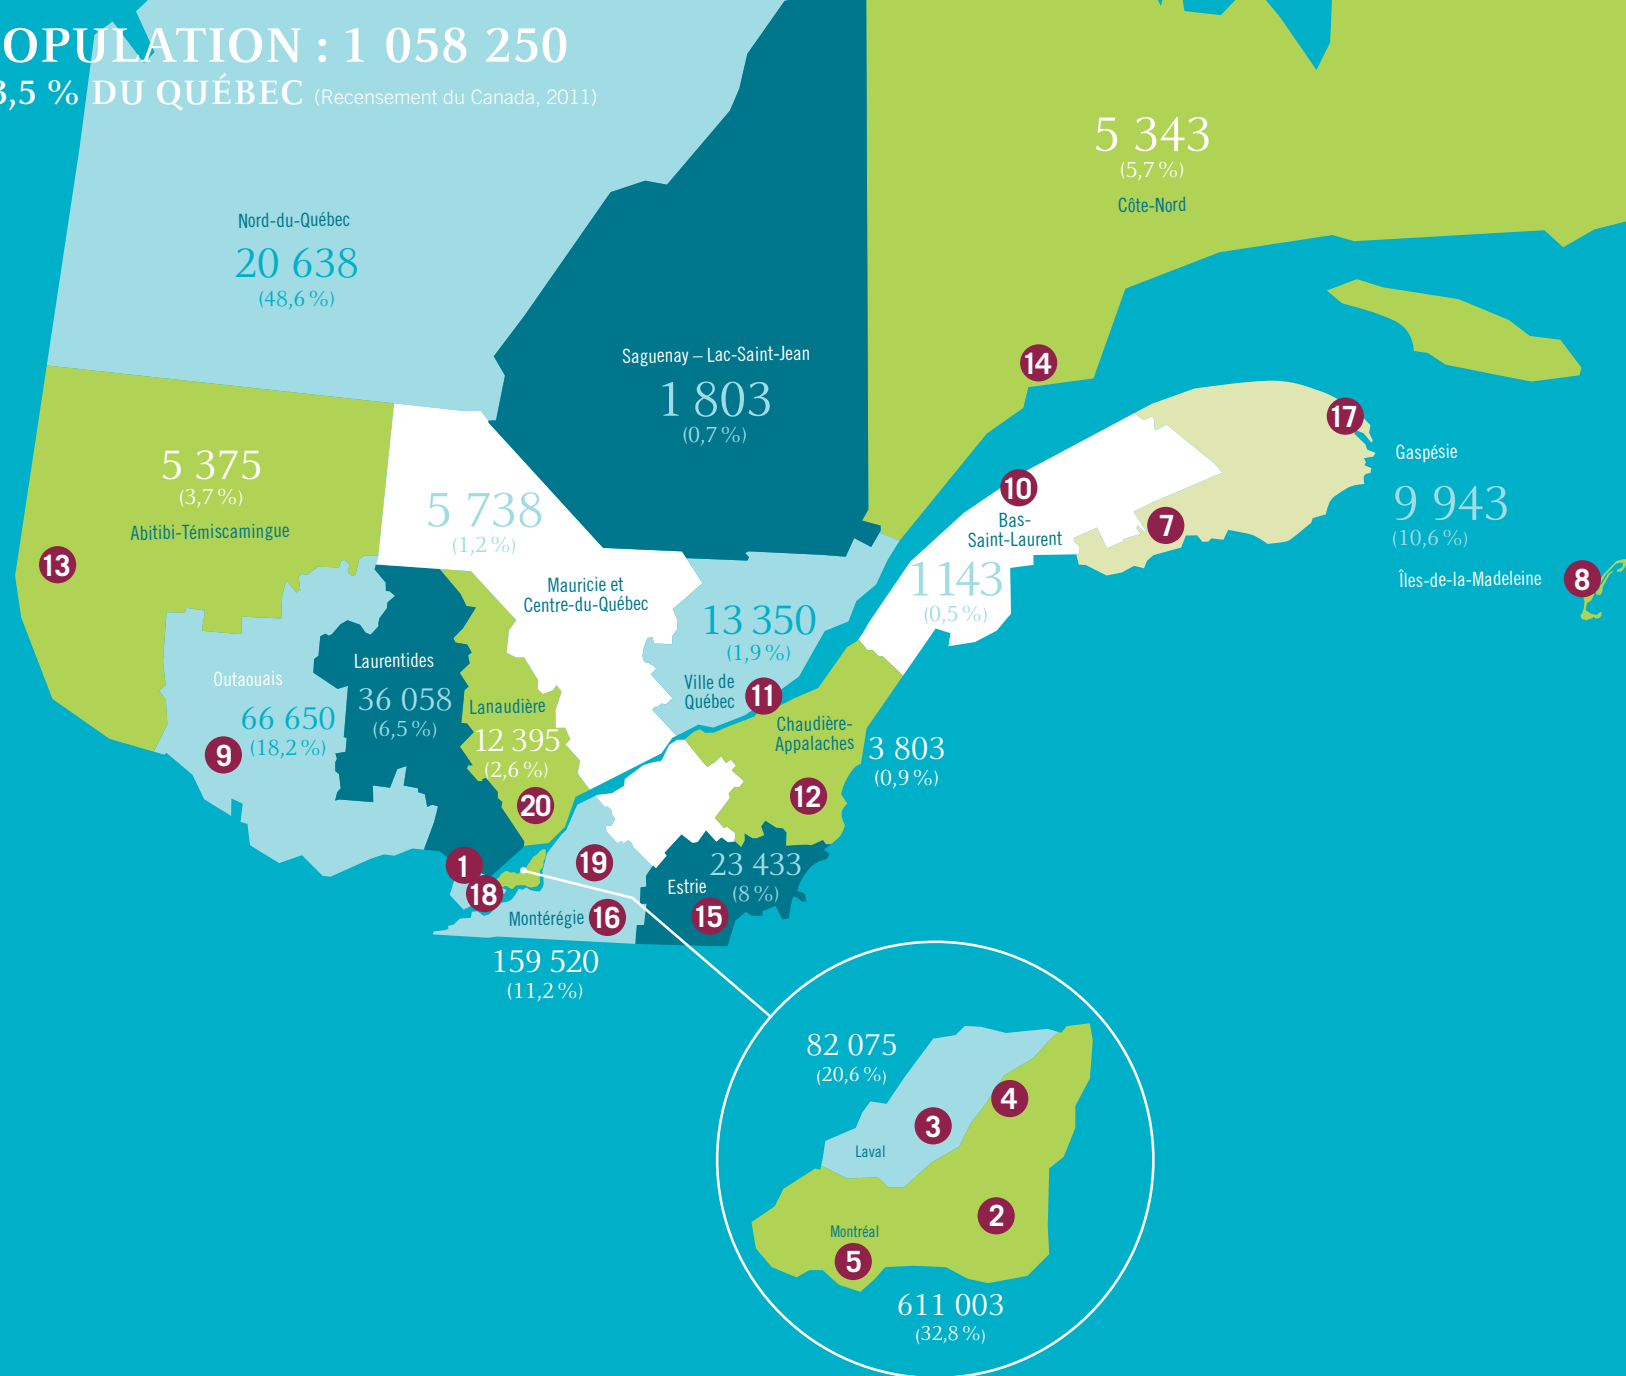 OPULATION : 1 058 250
3,5 % DU QUÉBEC (Recensement du Canada, 2011)
5 343
(5,7 %)
Côte-Nord
Nord-du-Québec
20 638
(48,6 %)
Saguenay – Lac-Saint-Jean
1 803
(0,7 %)
14
17
Gaspésie
9 943
(10,6 %)
Îles-de-la-Madeleine
8
5 375
(3,7 %)
Abitibi-Témiscamingue
13
5 738
(1,2 %)
Mauricie et
Centre-du-Québec
10
Bas-
Saint-Laurent
1 143
(0,5 %)
7
13 350
(1,9 %)
Ville de
Québec
11
Outaouais
66 650
(18,2 %)
9
Laurentides
36 058
(6,5 %)
Lanaudière
12 395
(2,6 %)
20
Chaudière-
Appalaches
3 803
(0,9 %)
12
1
18
19
Montérégie
16
159 520
(11,2 %)
Estrie
23 433
(8 %)
15
82 075
(20,6 %)
4
3
Laval
2
Montréal
5
611 003
(32,8 %)